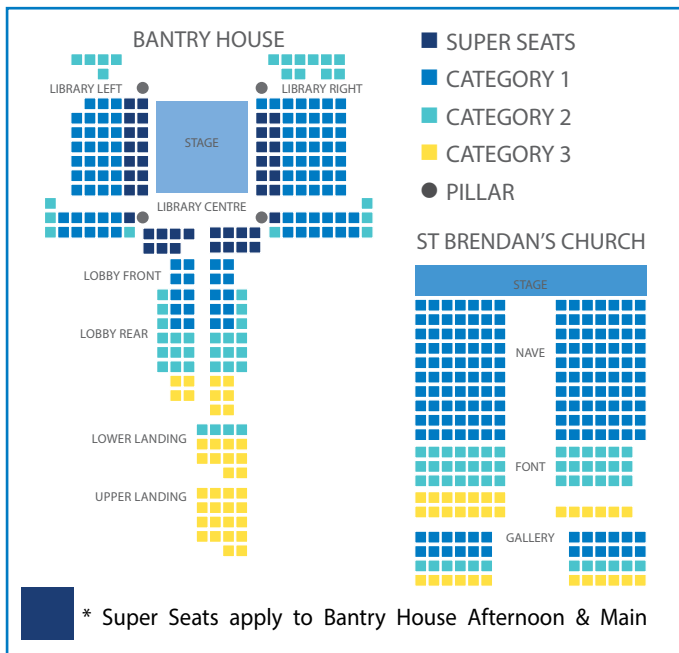 BANTRY HOUSE
LIBRARY LEFT
LIBRARY RIGHT
STAGE
LIBRARY CENTRE
LOBBY FRONT
LOBBY REAR
LOWER LANDING
UPPER LANDING
SUPER SEATS
CATEGORY 1
CATEGORY 2
CATEGORY 3
PILLAR
ST BRENDAN'S CHURCH
STAGE
NAVE
FONT
GALLERY
* Super Seats apply to Bantry House Afternoon & Main